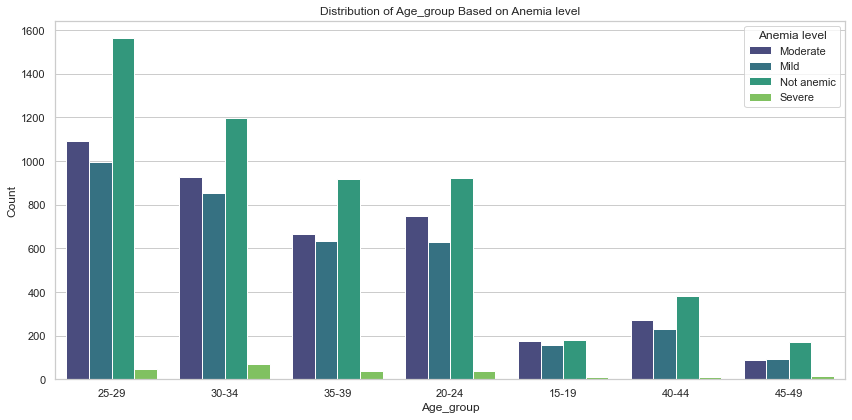 Distribution of Age_group Based on Anemia level
Anemia level
Moderate
Mild
Not anemic
Severe
Count
1600
1400
1200
1000
800
600
400
200
0
25-29 30-34 35-39 20-24 15-19 40-44 45-49
Age_group